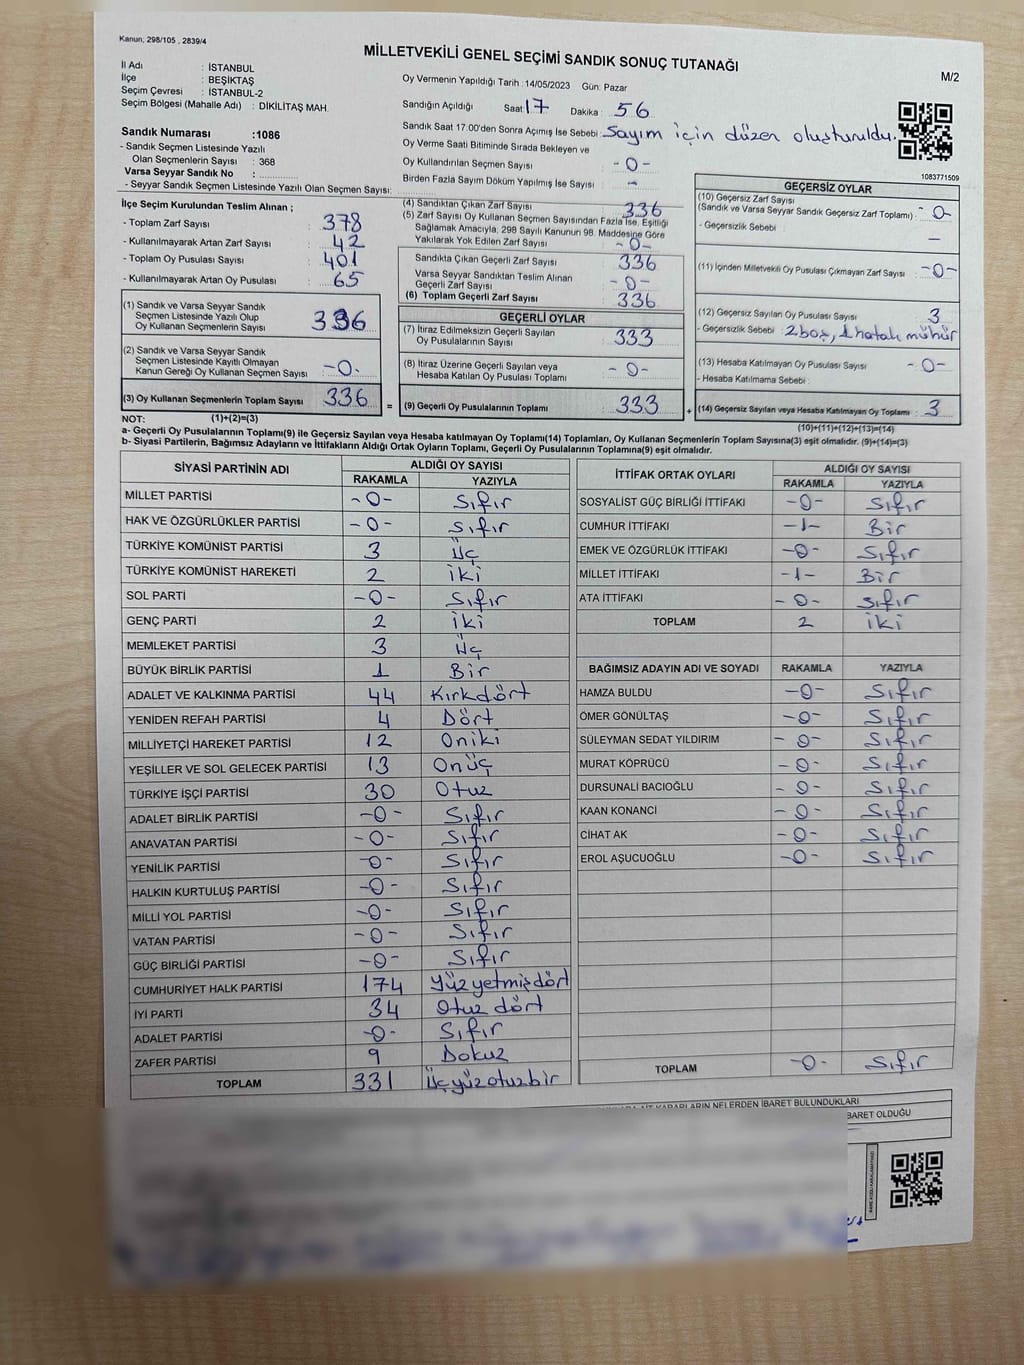 Kanun; 298/105 , 2839/4
MİLLETVEKİLİ GENEL SEÇİMİ SANDIK SONUÇ TUTANAĞI
M/2
İl Adı : İSTANBUL
İlçe : BEŞİKTAŞ
Seçim Çevresi : İSTANBUL-2
Seçim Bölgesi (Mahalle Adı) : DİKİLİTAŞ MAH.
Sandık Numarası :1086
- Sandık Seçmen Listesinde Yazılı
Olan Seçmenlerin Sayısı : 368
Varsa Seyyar Sandık No :
- Seyyar Sandık Seçmen Listesinde Yazılı Olan Seçmen Sayısı:
Oy Vermenin Yapıldığı Tarih :14/05/2023 Gün: Pazar
Sandığın Açıldığı Saat: 17 Dakika : 56
Sandık Saat 17:00'den Sonra Açımış İse Sebebi: Sayım için düzen oluşturuldu.
Oy Verme Saati Bitiminde Sırada Bekleyen ve
Oy Kullandırılan Seçmen Sayısı : -0-
Birden Fazla Sayım Döküm Yapılmış İse Sayısı : -
1083771509
İlçe Seçim Kurulundan Teslim Alınan ;
- Toplam Zarf Sayısı : 378
- Kullanılmayarak Artan Zarf Sayısı : 42
- Toplam Oy Pusulası Sayısı : 401
- Kullanılmayarak Artan Oy Pusulası : 65
(1) Sandık ve Varsa Seyyar Sandık
Seçmen Listesinde Yazılı Olup
Oy Kullanan Seçmenlerin Sayısı : 336
(2) Sandık ve Varsa Seyyar Sandık
Seçmen Listesinde Kayıtlı Olmayan
Kanun Gereği Oy Kullanan Seçmen Sayısı : -0-
(3) Oy Kullanan Seçmenlerin Toplam Sayısı : 336
(4) Sandıktan Çıkan Zarf Sayısı : 336
(5) Zarf Sayısı Oy Kullanan Seçmen Sayısından Fazla İse, Eşitliği
Sağlamak Amacıyla, 298 Sayılı Kanunun 98. Maddesine Göre
Yakılarak Yok Edilen Zarf Sayısı : -0-
Sandıkta Çıkan Geçerli Zarf Sayısı : 336
Varsa Seyyar Sandıktan Teslim Alınan
Geçerli Zarf Sayısı : -0-
(6) Toplam Geçerli Zarf Sayısı : 336
GEÇERLİ OYLAR
(7) İtiraz Edilmeksizin Geçerli Sayılan
Oy Pusulalarının Sayısı : 333
(8) İtiraz Üzerine Geçerli Sayılan veya
Hesaba Katılan Oy Pusulası Toplamı : -0-
= (9) Geçerli Oy Pusulalarının Toplamı : 333
GEÇERSİZ OYLAR
(10) Geçersiz Zarf Sayısı
(Sandık ve Varsa Seyyar Sandık Geçersiz Zarf Toplamı) : -0-
- Geçersizlik Sebebi : -
(11) İçinden Milletvekili Oy Pusulası Çıkmayan Zarf Sayısı : -0-
(12) Geçersiz Sayılan Oy Pusulası Sayısı : 3
- Geçersizlik Sebebi : 2 boş, 1 hatalı mühür
(13) Hesaba Katılmayan Oy Pusulası Sayısı : -0-
- Hesaba Katılmama Sebebi :
+ (14) Geçersiz Sayılan veya Hesaba Katılmayan Oy Toplamı : 3
NOT: (1)+(2)=(3) (10)+(11)+(12)+(13)=(14)
a- Geçerli Oy Pusulalarının Toplamı(9) ile Geçersiz Sayılan veya Hesaba katılmayan Oy Toplamı(14) Toplamları, Oy Kullanan Seçmenlerin Toplam Sayısına(3) eşit olmalıdır. (9)+(14)=(3)
b- Siyasi Partilerin, Bağımsız Adayların ve İttifakların Aldığı Ortak Oyların Toplamı, Geçerli Oy Pusulalarının Toplamına(9) eşit olmalıdır.
SİYASİ PARTİNİN ADI ALDIĞI OY SAYISI
RAKAMLA YAZIYLA
MİLLET PARTİSİ -0- Sıfır
HAK VE ÖZGÜRLÜKLER PARTİSİ -0- Sıfır
TÜRKİYE KOMÜNİST PARTİSİ 3 Üç
TÜRKİYE KOMÜNİST HAREKETİ 2 İki
SOL PARTİ -0- Sıfır
GENÇ PARTİ 2 İki
MEMLEKET PARTİSİ 3 Üç
BÜYÜK BİRLİK PARTİSİ 1 Bir
ADALET VE KALKINMA PARTİSİ 44 Kırkdört
YENİDEN REFAH PARTİSİ 4 Dört
MİLLİYETÇİ HAREKET PARTİSİ 12 Oniki
YEŞİLLER VE SOL GELECEK PARTİSİ 13 Onüç
TÜRKİYE İŞÇİ PARTİSİ 30 Otuz
ADALET BİRLİK PARTİSİ -0- Sıfır
ANAVATAN PARTİSİ -0- Sıfır
YENİLİK PARTİSİ -0- Sıfır
HALKIN KURTULUŞ PARTİSİ -0- Sıfır
MİLLİ YOL PARTİSİ -0- Sıfır
VATAN PARTİSİ -0- Sıfır
GÜÇ BİRLİĞİ PARTİSİ -0- Sıfır
CUMHURİYET HALK PARTİSİ 174 Yüzyetmişdört
İYİ PARTİ 34 Otuz dört
ADALET PARTİSİ -0- Sıfır
ZAFER PARTİSİ 9 Dokuz
TOPLAM 331 Üçyüzotuzbir
İTTİFAK ORTAK OYLARI ALDIĞI OY SAYISI
RAKAMLA YAZIYLA
SOSYALİST GÜÇ BİRLİĞİ İTTİFAKI -0- Sıfır
CUMHUR İTTİFAKI -1- Bir
EMEK VE ÖZGÜRLÜK İTTİFAKI -0- Sıfır
MİLLET İTTİFAKI -1- Bir
ATA İTTİFAKI -0- Sıfır
TOPLAM 2 İki
BAĞIMSIZ ADAYIN ADI VE SOYADI RAKAMLA YAZIYLA
HAMZA BULDU -0- Sıfır
ÖMER GÖNÜLTAŞ -0- Sıfır
SÜLEYMAN SEDAT YILDIRIM -0- Sıfır
MURAT KÖPRÜCÜ -0- Sıfır
DURSUNALİ BACIOĞLU -0- Sıfır
KAAN KONANCİ -0- Sıfır
CİHAT AK -0- Sıfır
EROL AŞUCUOĞLU -0- Sıfır
TOPLAM -0- Sıfır
KARARLARIN NELERDEN İBARET BULUNDUKLARI
BARET OLDUĞU